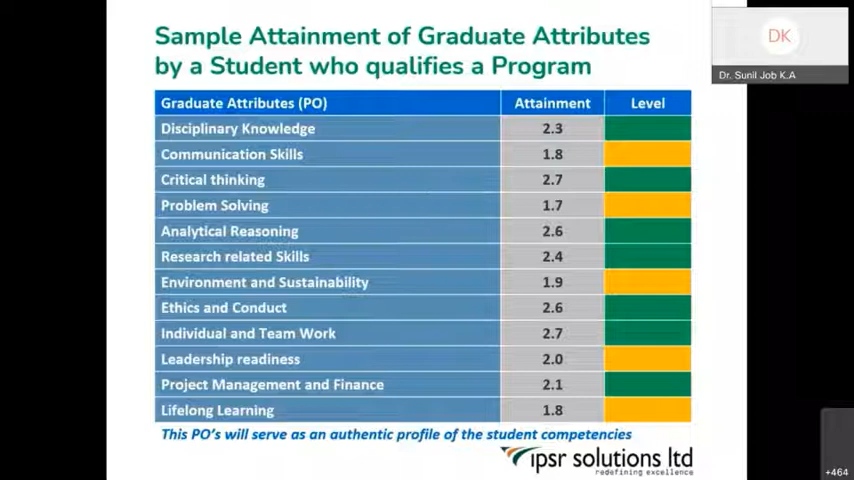 Sample Attainment of Graduate Attributes
by a Student who qualifies a Program
DK
Dr. Sunil Job K.A
Graduate Attributes (PO) Attainment Level
Disciplinary Knowledge 2.3
Communication Skills 1.8
Critical thinking 2.7
Problem Solving 1.7
Analytical Reasoning 2.6
Research related Skills 2.4
Environment and Sustainability 1.9
Ethics and Conduct 2.6
Individual and Team Work 2.7
Leadership readiness 2.0
Project Management and Finance 2.1
Lifelong Learning 1.8
This PO's will serve as an authentic profile of the student competencies
ipsr solutions ltd
redefining excellence
+464